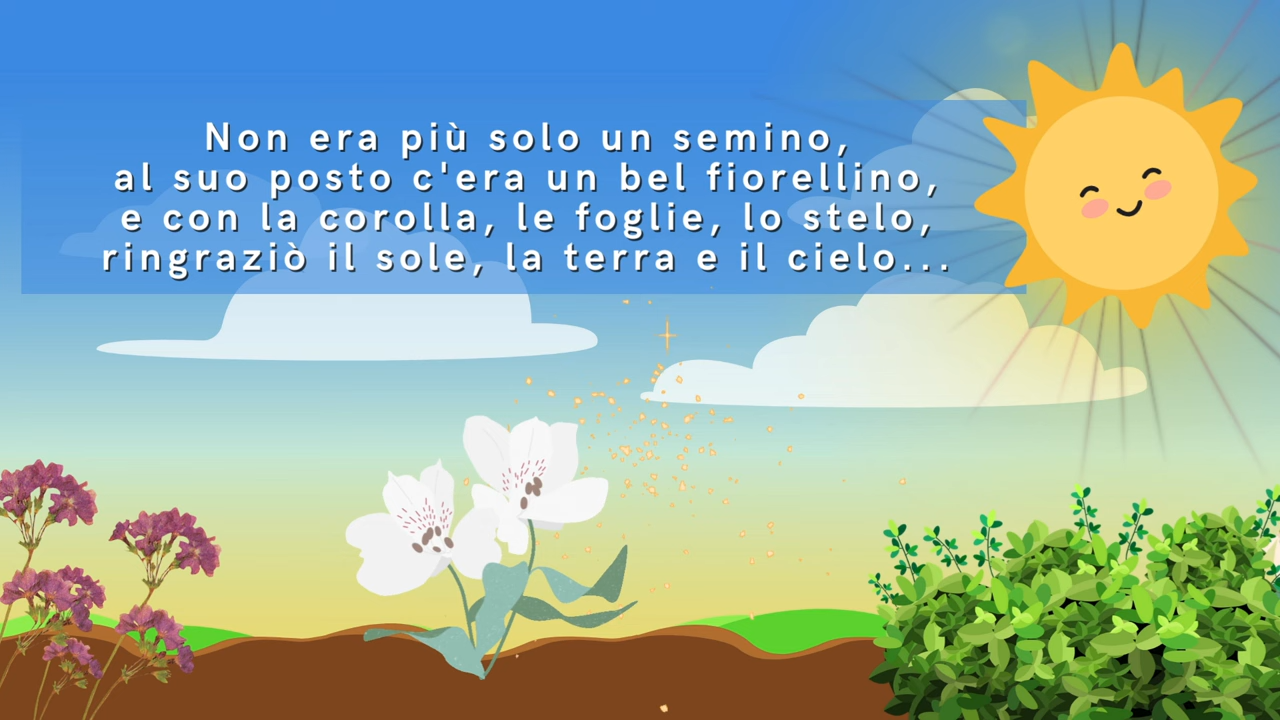 Non era più solo un semino,
al suo posto c'era un bel fiorellino,
e con la corolla, le foglie, lo stelo,
ringraziò il sole, la terra e il cielo...